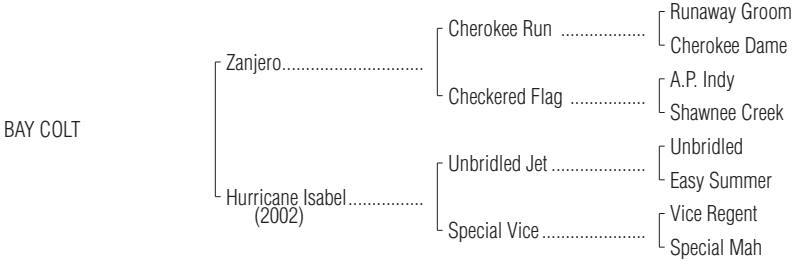 Runaway Groom
Cherokee Run ..................
Cherokee Dame
Zanjero.............................
A.P. Indy
Checkered Flag ................
Shawnee Creek
BAY COLT
Unbridled
Unbridled Jet ....................
Easy Summer
Hurricane Isabel................
(2002)
Vice Regent
Special Vice ......................
Special Mah